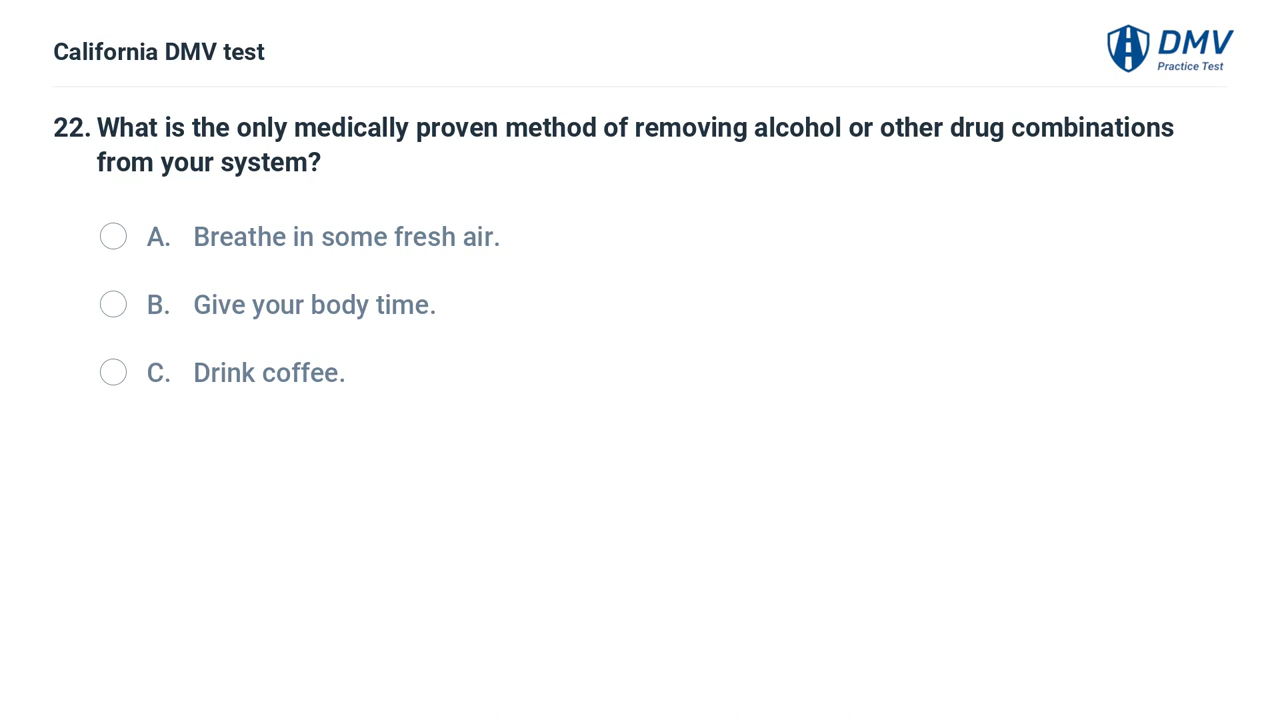 California DMV test
DMV
Practice Test
22. What is the only medically proven method of removing alcohol or other drug combinations
from your system?
A. Breathe in some fresh air.
B. Give your body time.
C. Drink coffee.